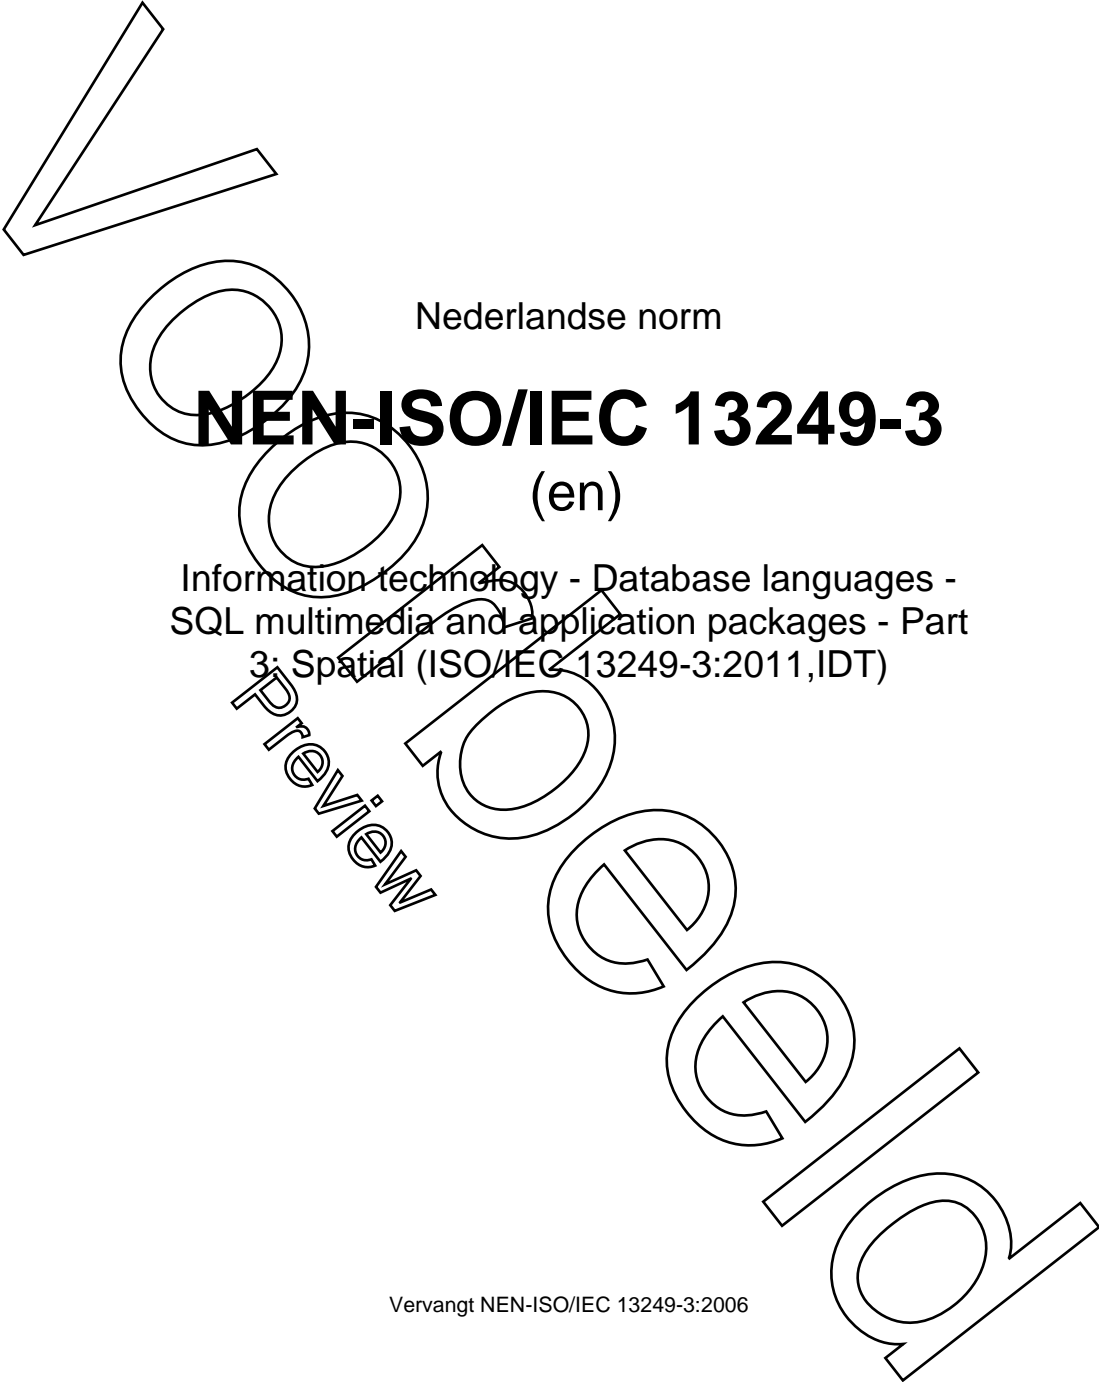 Nederlandse norm
NEN-ISO/IEC 13249-3
(en)
Information technology - Database languages -
SQL multimedia and application packages - Part
3: Spatial (ISO/IEC 13249-3:2011,IDT)
Voorbeeld
Preview
Vervangt NEN-ISO/IEC 13249-3:2006